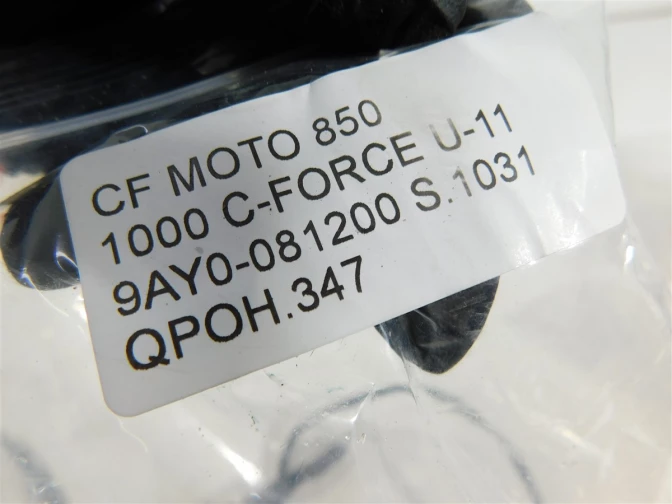 CF MOTO 850
1000 C-FORCE U-11
9AY0-081200 S.1031
QPOH.347